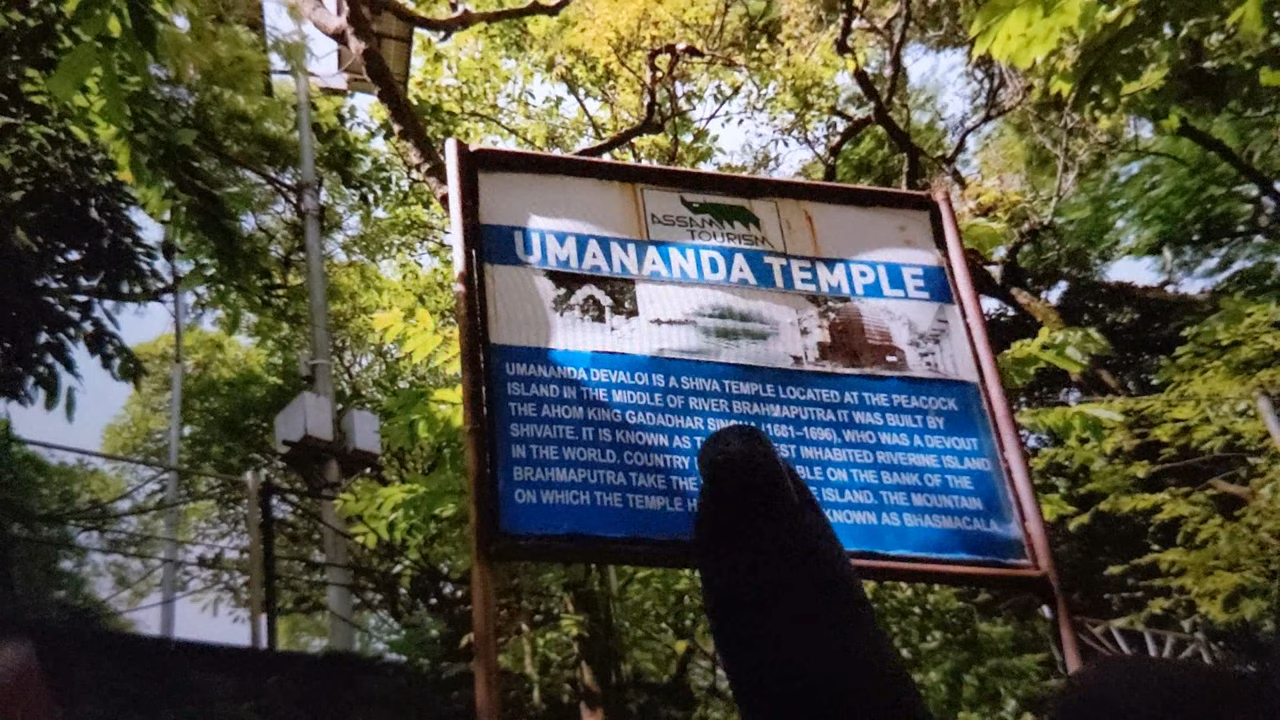 ASSAM
TOURISM
UMANANDA TEMPLE
UMANANDA DEVALOI IS A SHIVA TEMPLE LOCATED AT THE PEACOCK
ISLAND IN THE MIDDLE OF RIVER BRAHMAPUTRA IT WAS BUILT BY
THE AHOM KING GADADHAR (1681–1696), WHO WAS A DEVOUT
SHIVAITE. IT IS KNOWN AS INHABITED RIVERINE ISLAND
IN THE WORLD. COUNTRY ON THE BANK OF THE
BRAHMAPUTRA TAKE THE ISLAND. THE MOUNTAIN
ON WHICH THE TEMPLE KNOWN AS BHASMACALA.